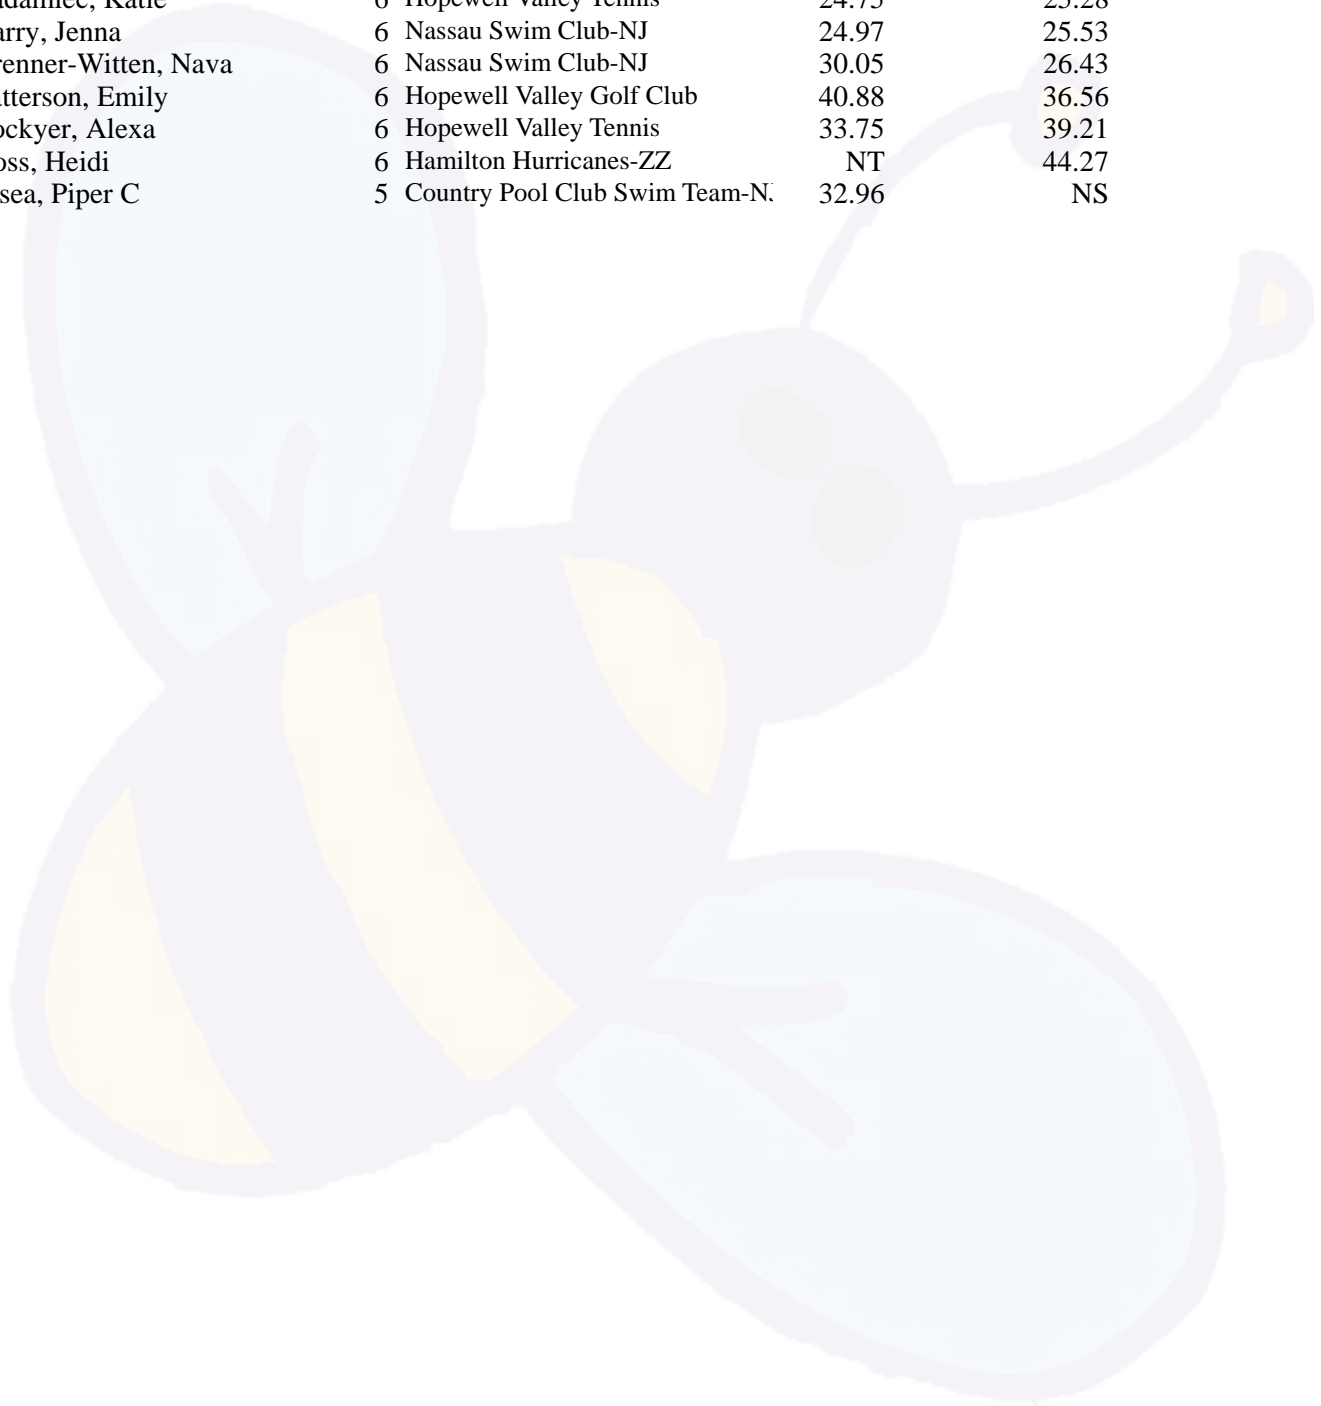 Katie 6 Hopewell Valley Tennis 24.75 25.28
arry, Jenna 6 Nassau Swim Club-NJ 24.97 25.53
renner-Witten, Nava 6 Nassau Swim Club-NJ 30.05 26.43
tterson, Emily 6 Hopewell Valley Golf Club 40.88 36.56
ockyer, Alexa 6 Hopewell Valley Tennis 33.75 39.21
oss, Heidi 6 Hamilton Hurricanes-ZZ NT 44.27
sea, Piper C 5 Country Pool Club Swim Team-N 32.96 NS